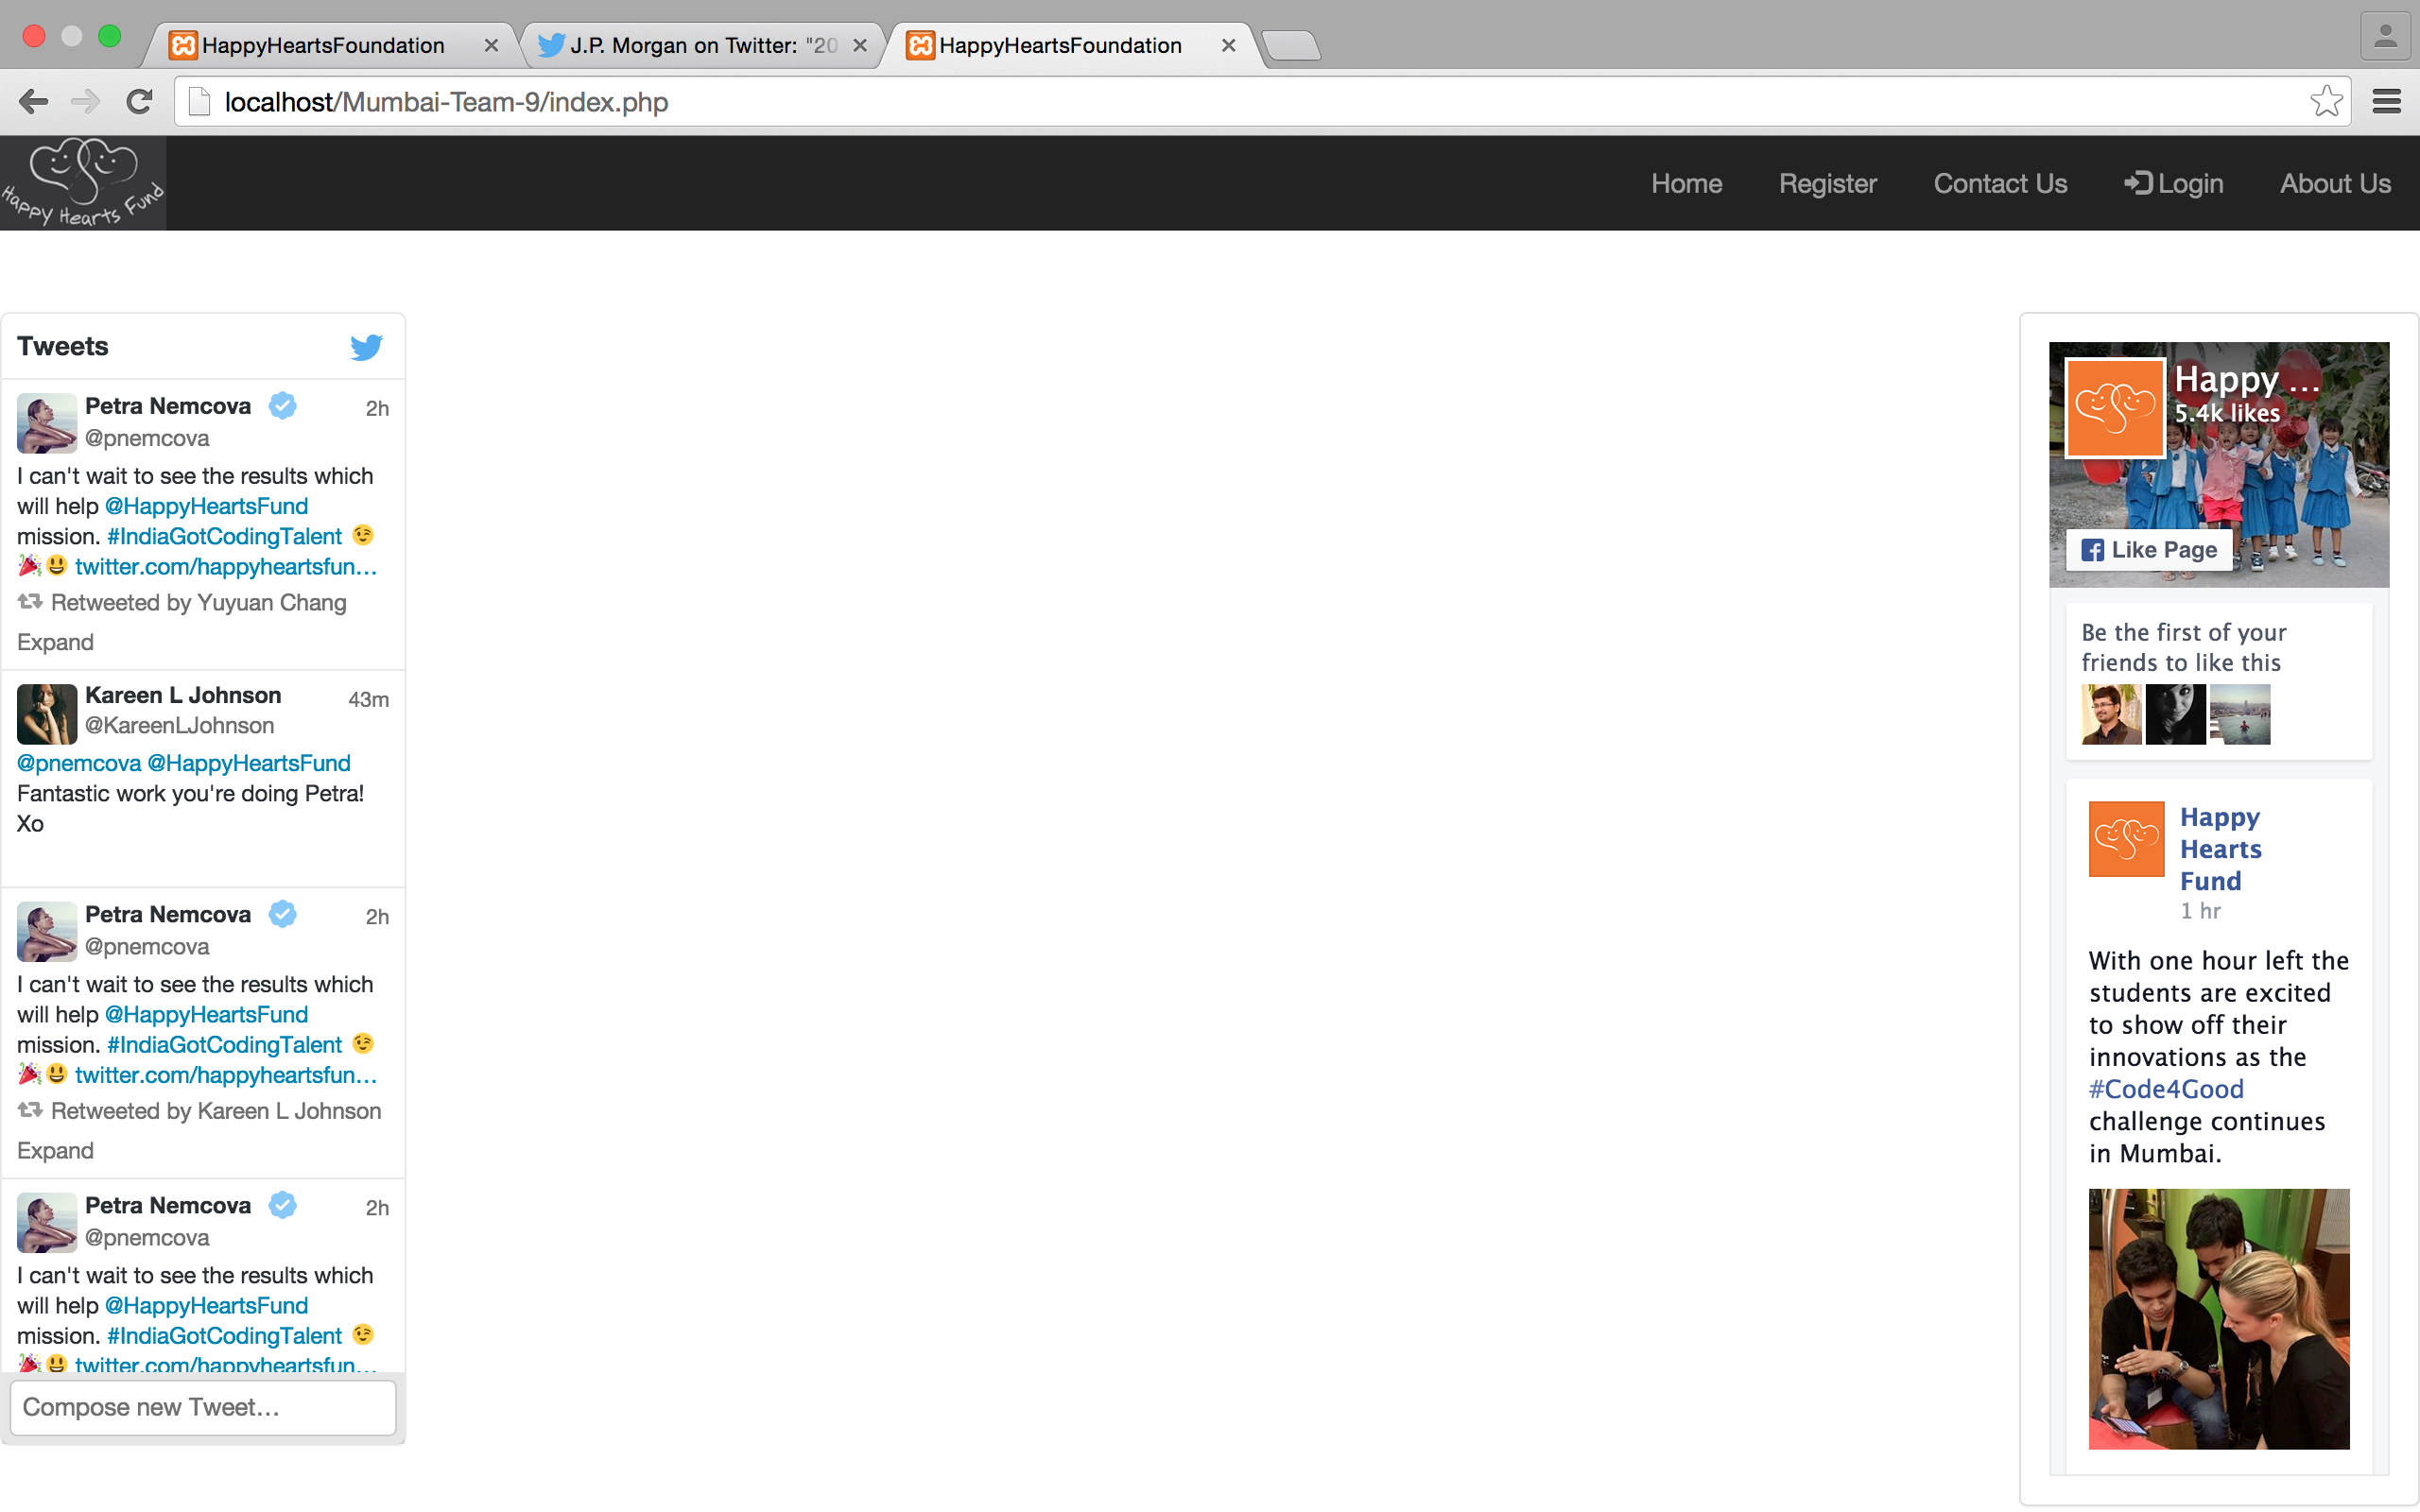 HappyHeartsFoundation
J.P. Morgan on Twitter: "20
HappyHeartsFoundation
localhost/Mumbai-Team-9/index.php
Happy Hearts Fund
Home Register Contact Us Login About Us
Tweets
Petra Nemcova 2h
@pnemcova
I can't wait to see the results which
will help @HappyHeartsFund
mission. #IndiaGotCodingTalent 😉
🎉😃 twitter.com/happyheartsfun…
Retweeted by Yuyuan Chang
Expand
Kareen L Johnson 43m
@KareenLJohnson
@pnemcova @HappyHeartsFund
Fantastic work you're doing Petra!
Xo
Petra Nemcova 2h
@pnemcova
I can't wait to see the results which
will help @HappyHeartsFund
mission. #IndiaGotCodingTalent 😉
🎉😃 twitter.com/happyheartsfun…
Retweeted by Kareen L Johnson
Expand
Petra Nemcova 2h
@pnemcova
I can't wait to see the results which
will help @HappyHeartsFund
mission. #IndiaGotCodingTalent 😉
🎉😃 twitter.com/happyheartsfun…
Compose new Tweet…
Happy ...
5.4k likes
Like Page
Be the first of your
friends to like this
Happy
Hearts
Fund
1 hr
With one hour left the
students are excited
to show off their
innovations as the
#Code4Good
challenge continues
in Mumbai.